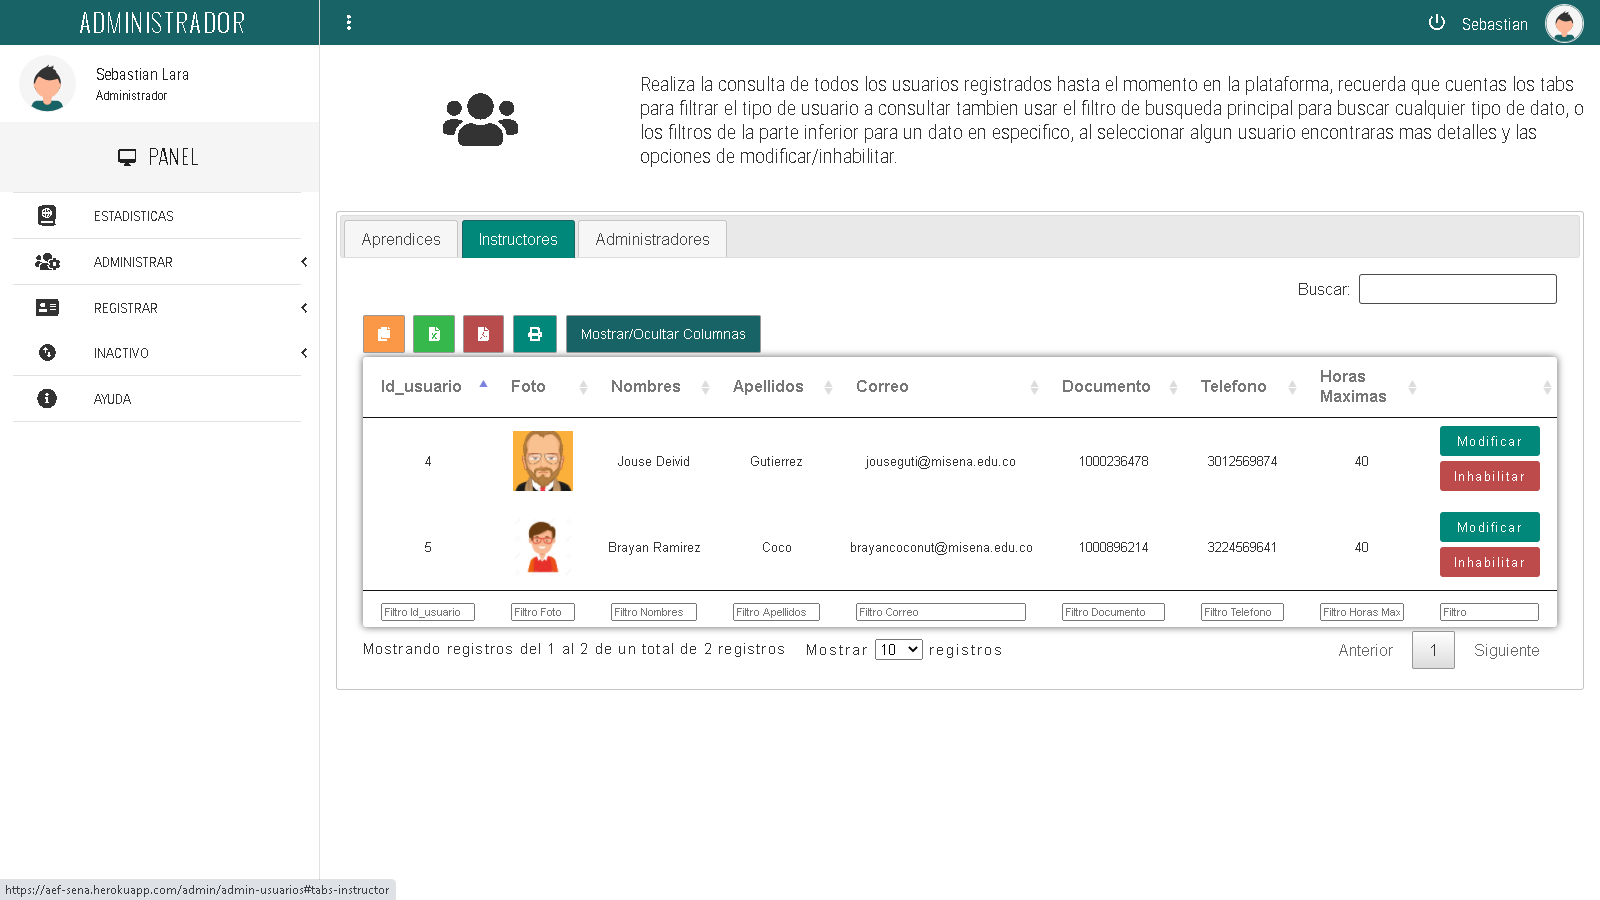 ADMINISTRADOR
Sebastian
Sebastian Lara
Administrador
PANEL
ESTADISTICAS
ADMINISTRAR
REGISTRAR
INACTIVO
AYUDA
Realiza la consulta de todos los usuarios registrados hasta el momento en la plataforma, recuerda que cuentas los tabs
para filtrar el tipo de usuario a consultar tambien usar el filtro de busqueda principal para buscar cualquier tipo de dato, o
los filtros de la parte inferior para un dato en especifico, al seleccionar algun usuario encontraras mas detalles y las
opciones de modificar/inhabilitar.
Aprendices Instructores Administradores
Buscar:
Mostrar/Ocultar Columnas
Id_usuario Foto Nombres Apellidos Correo Documento Telefono Horas Maximas
4 Jouse Deivid Gutierrez jouseguti@misena.edu.co 1000236478 3012569874 40 Modificar
Inhabilitar
5 Brayan Ramirez Coco brayancoconut@misena.edu.co 1000896214 3224569641 40 Modificar
Inhabilitar
Filtro Id_usuario Filtro Foto Filtro Nombres Filtro Apellidos Filtro Correo Filtro Documento Filtro Telefono Filtro Horas Max Filtro
Mostrando registros del 1 al 2 de un total de 2 registros Mostrar 10 registros Anterior 1 Siguiente
https://aef-sena.herokuapp.com/admin/admin-usuarios#tabs-instructor